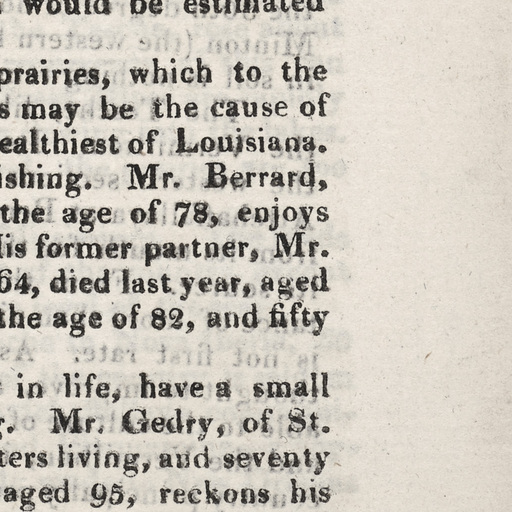 would be estimated
prairies, which to the
s may be the cause of
ealthiest of Louisiana.
ishing. Mr. Berrard,
the age of 78, enjoys
His former partner, Mr.
64, died last year, aged
the age of 82, and fifty
in life, have a small
g. Mr. Gedry, of St.
ters living, and seventy
aged 95, reckons his